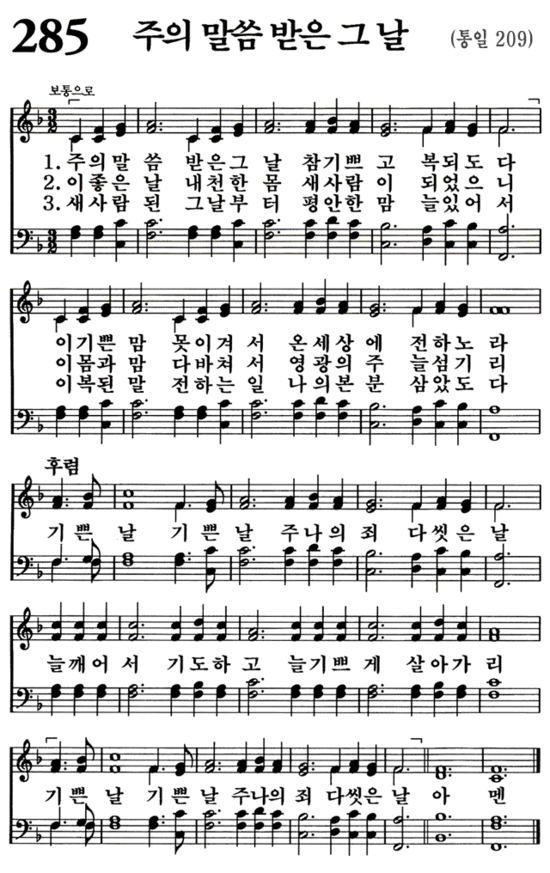 285 주의 말씀 받은 그 날 (통일 209)
보통으로
1. 주의말 씀 받은그 날 참기쁘 고 복되도 다
2. 이좋은 날 내천한 몸 새사람 이 되었으 니
3. 새사람 된 그날부 터 평안한 맘 늘있어 서
이기쁜 맘 못이겨 서 온세상 에 전하노 라
이몸과 맘 다바쳐 서 영광의 주 늘섬기 리
이복된 말 전하는 일 나의본 분 삼았도 다
후렴
기 쁜 날 기 쁜 날 주나의 죄 다씻은 날
늘깨어 서 기도하 고 늘기쁘 게 살아가 리
기 쁜 날 기 쁜 날 주나의 죄 다씻은 날 아 멘